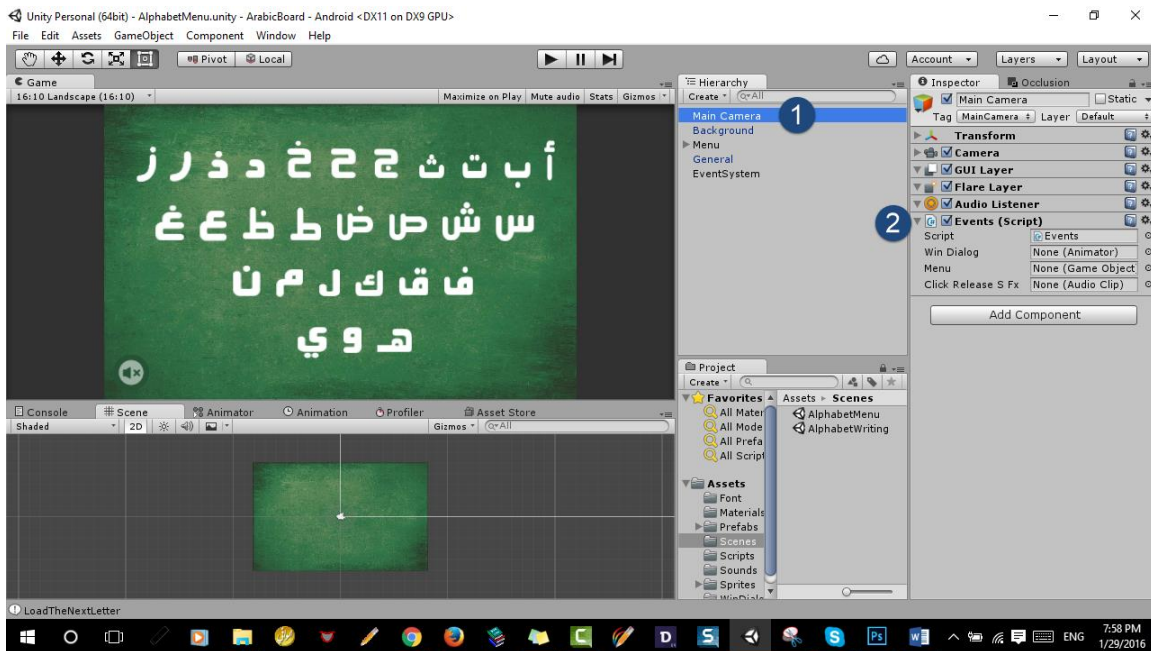 Unity Personal (64bit) - AlphabetMenu.unity - ArabicBoard - Android <DX11 on DX9 GPU>
File Edit Assets GameObject Component Window Help
Pivot Local Account Layers Layout
Game
16:10 Landscape (16:10) Maximize on Play Mute audio Stats Gizmos
أ ب ت ث ج ح خ د ذ ر ز
س ش ص ض ط ظ ع غ
ف ق ك ل م ن
هـ و ي
Console Scene Animator Animation Profiler Asset Store
Shaded 2D Gizmos All
Hierarchy
Create All
Main Camera 1
Background
Menu
General
EventSystem
Project
Create
Favorites
All Mater
All Mode
All Prefa
All Script
Assets
Font
Materials
Prefabs
Scenes
Scripts
Sounds
Sprites
WinDialo
Assets Scenes
AlphabetMenu
AlphabetWriting
Inspector Occlusion
Main Camera Static
Tag MainCamera Layer Default
Transform
Camera
GUI Layer
Flare Layer
Audio Listener
2 Events (Script)
Script Events
Win Dialog None (Animator)
Menu None (Game Object
Click Release S Fx None (Audio Clip)
Add Component
LoadTheNextLetter
ENG 7:58 PM
1/29/2016